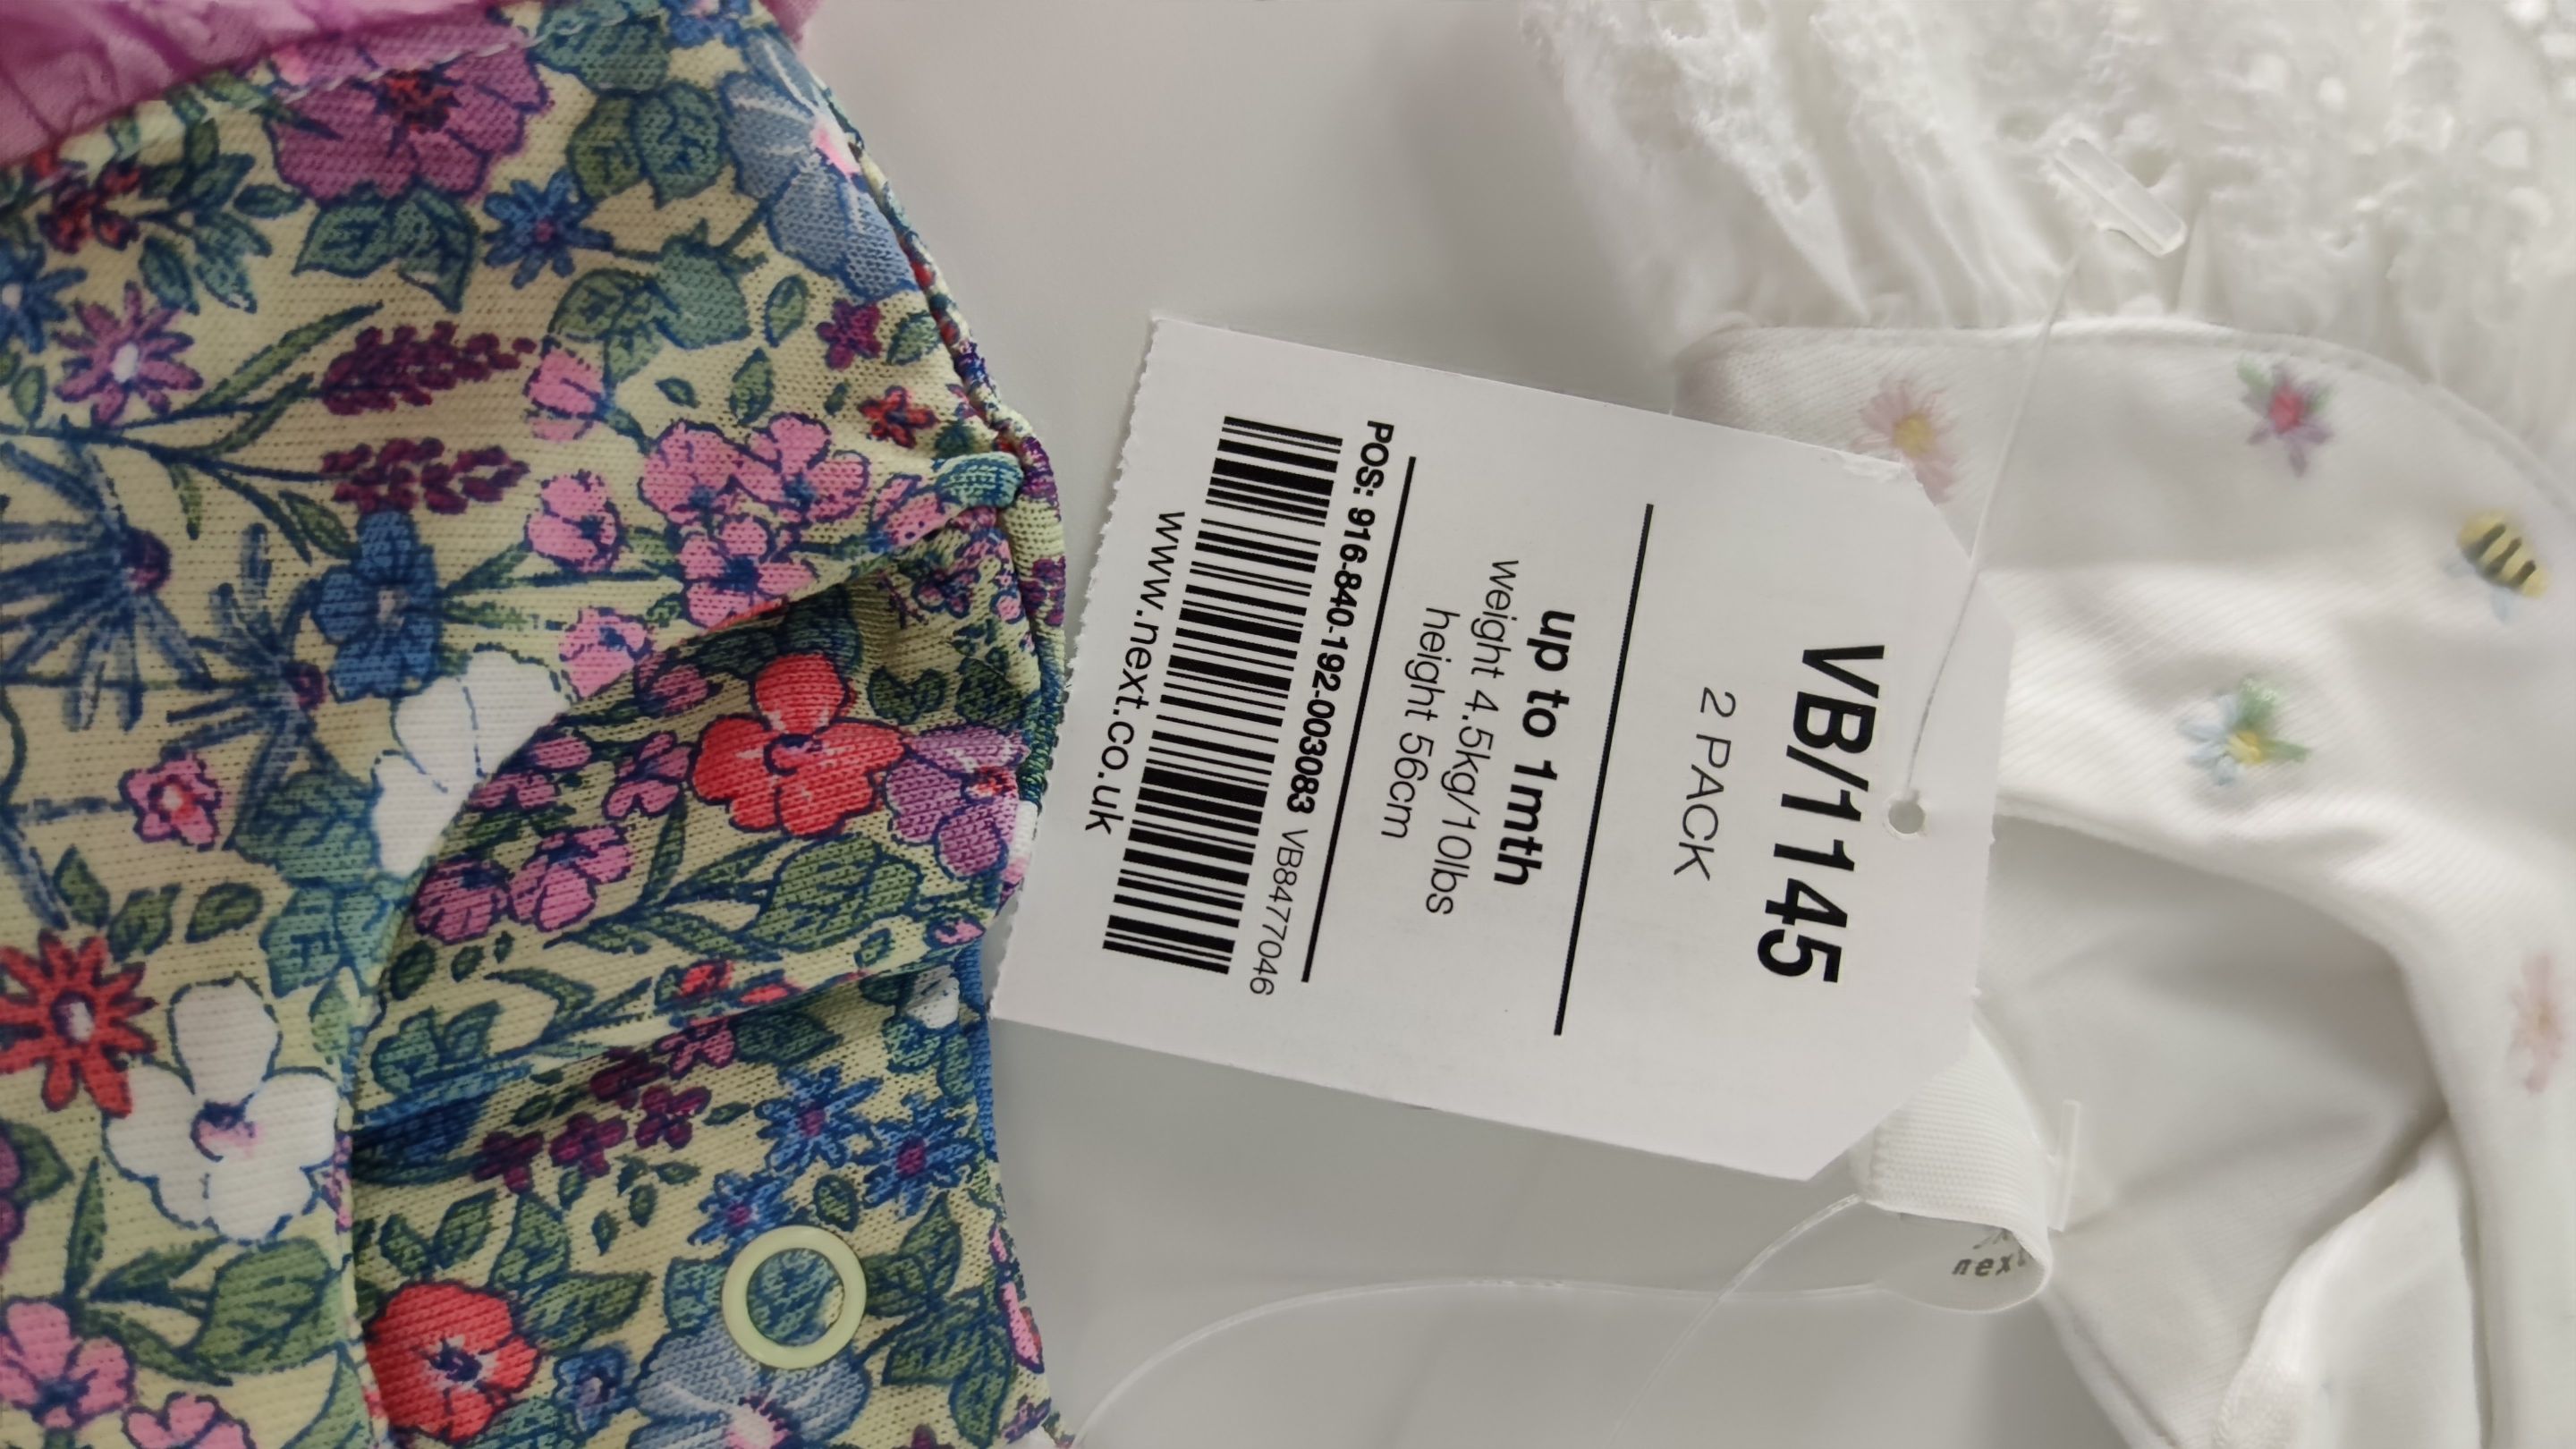 VB/1145
2 PACK
up to 1mth
weight 4.5kg/10lbs
height 56cm
POS: 916-840-192-003083 VB8477046
www.next.co.uk
next